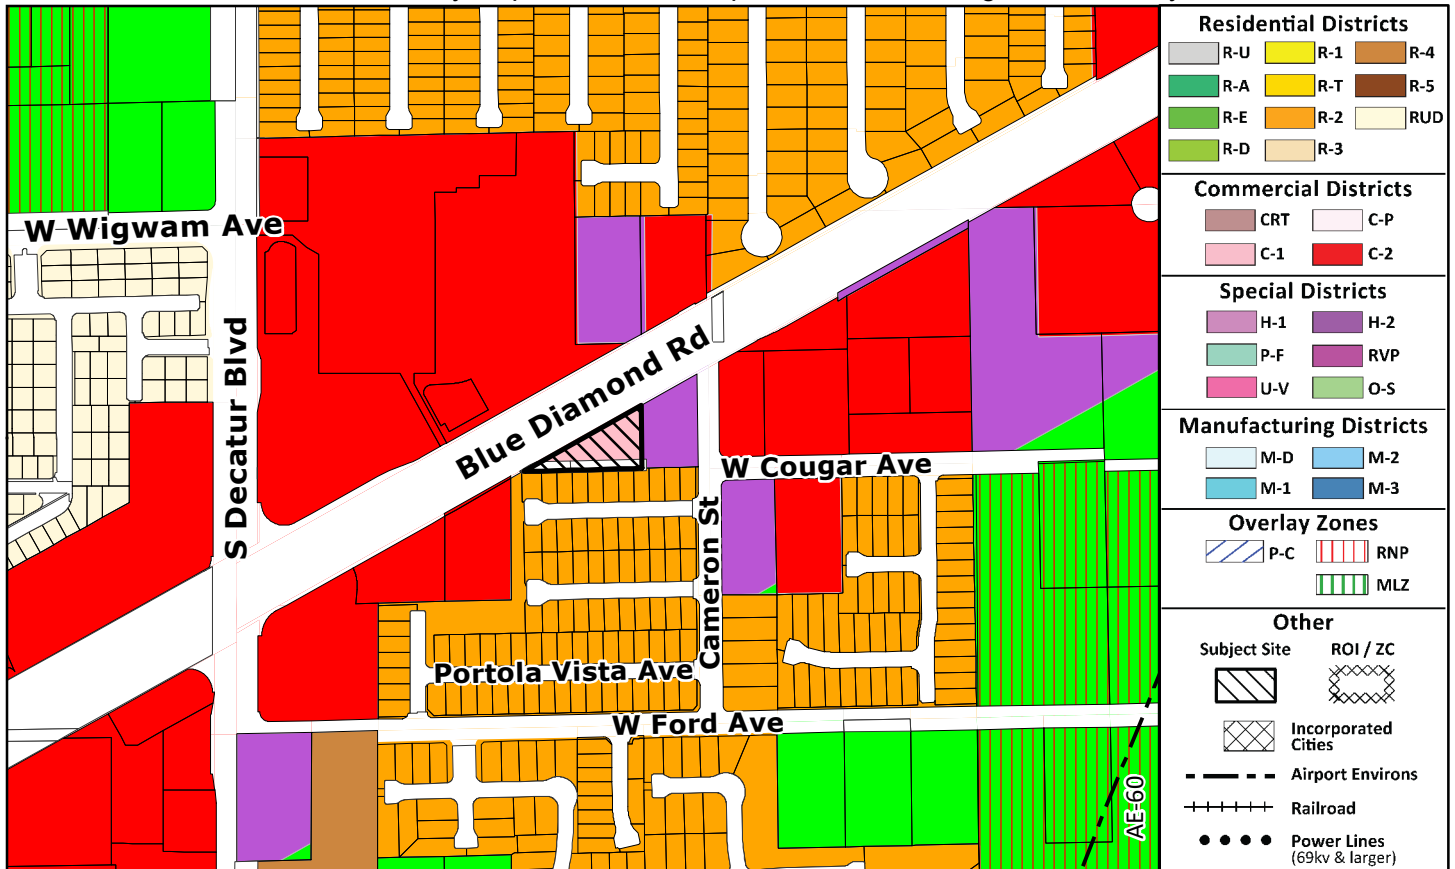 W Wigwam Ave
S Decatur Blvd
Blue Diamond Rd
W Cougar Ave
Cameron St
Portola Vista Ave
W Ford Ave
AE-60
Residential Districts
R-U R-1 R-4
R-A R-T R-5
R-E R-2 RUD
R-D R-3
Commercial Districts
CRT C-P
C-1 C-2
Special Districts
H-1 H-2
P-F RVP
U-V O-S
Manufacturing Districts
M-D M-2
M-1 M-3
Overlay Zones
P-C RNP
MLZ
Other
Subject Site ROI / ZC
Incorporated
Cities
Airport Environs
Railroad
Power Lines
(69kv & larger)